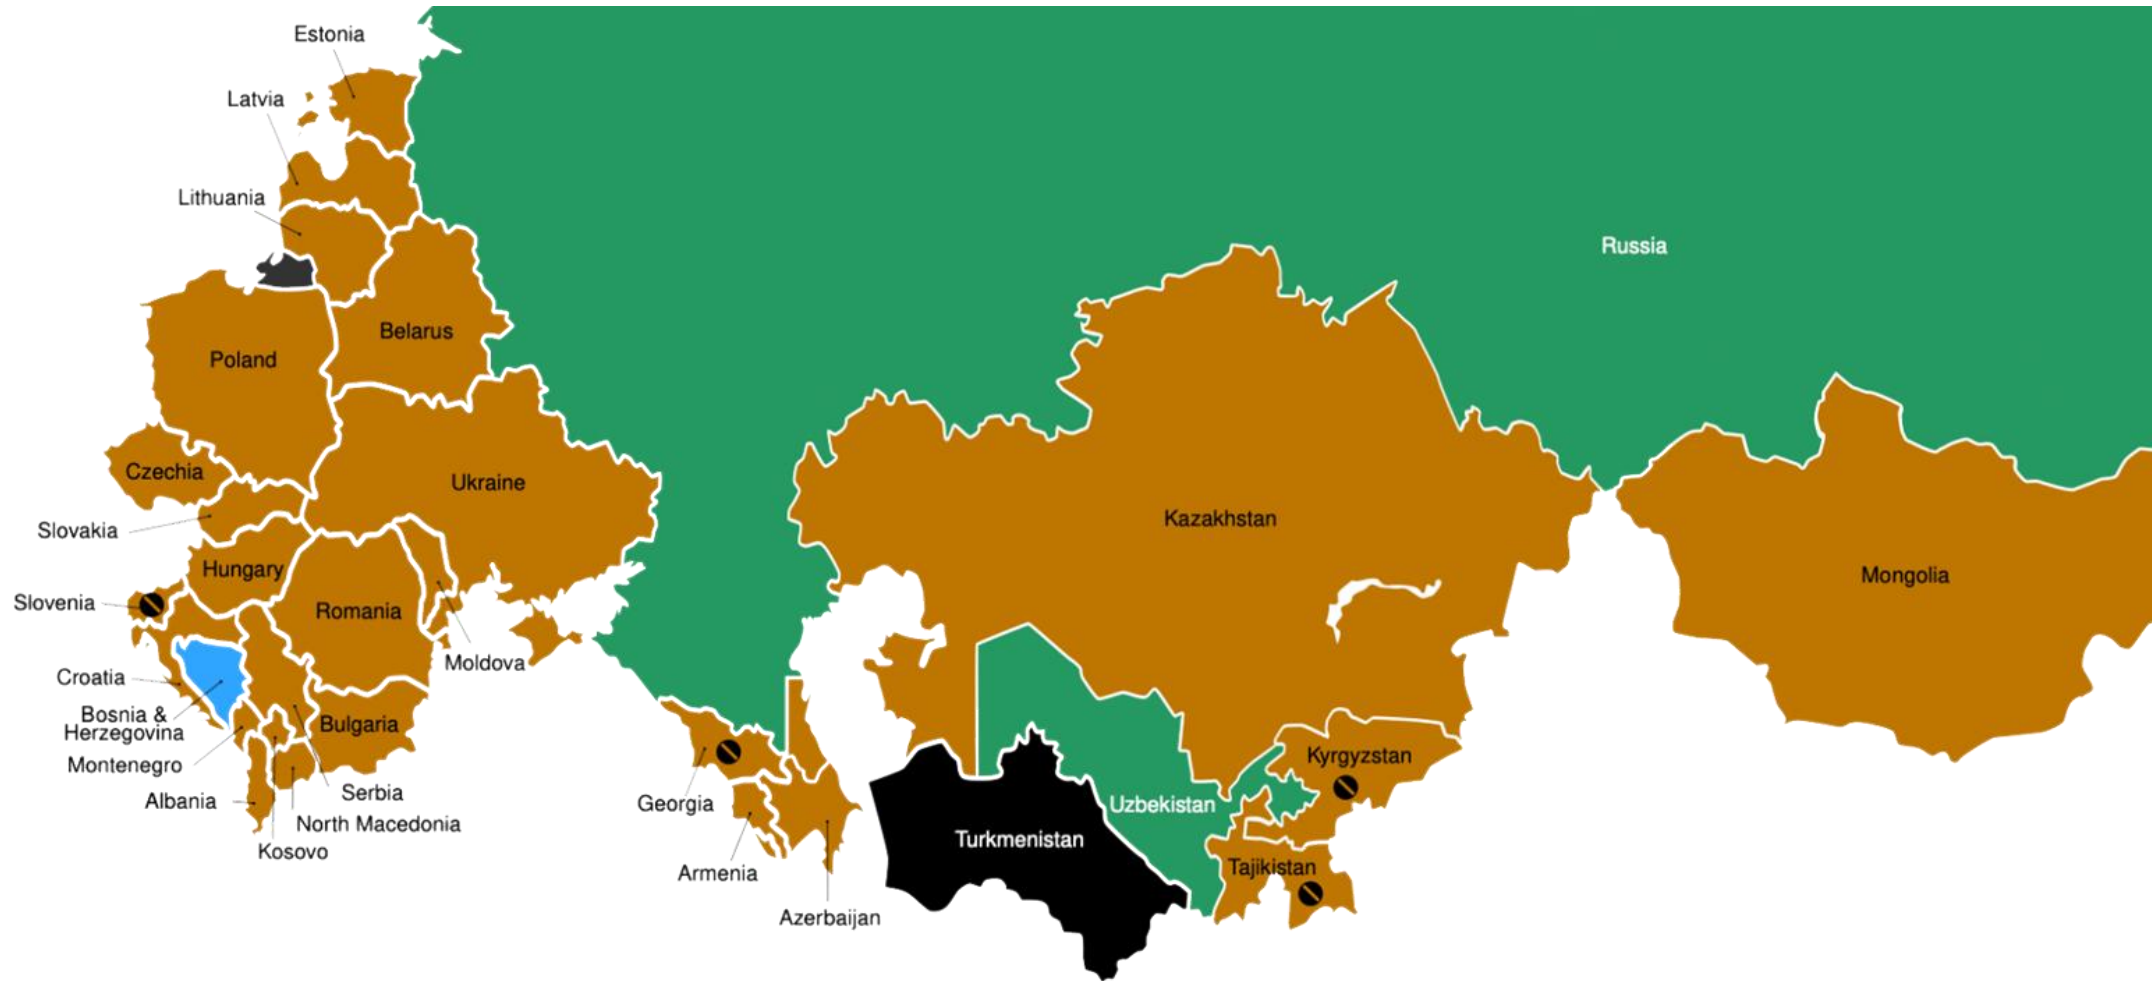 Estonia
Latvia
Lithuania
Russia
Belarus
Poland
Czechia
Ukraine
Slovakia
Kazakhstan
Hungary
Mongolia
Slovenia
Romania
Moldova
Croatia
Bosnia &
Herzegovina
Bulgaria
Montenegro
Kyrgyzstan
Serbia
Albania
Georgia
Uzbekistan
North Macedonia
Turkmenistan
Kosovo
Tajikistan
Armenia
Azerbaijan